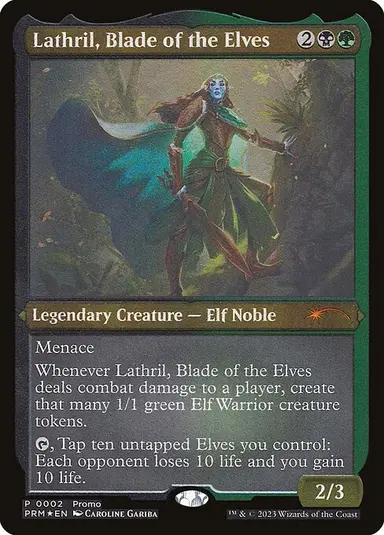 Lathril, Blade of the Elves 2
Legendary Creature — Elf Noble
Menace
Whenever Lathril, Blade of the Elves
deals combat damage to a player, create
that many 1/1 green Elf Warrior creature
tokens.
, Tap ten untapped Elves you control:
Each opponent loses 10 life and you gain
10 life.
2/3
P 0002 Promo
PRM★EN Caroline Gariba
™ & © 2023 Wizards of the Coast